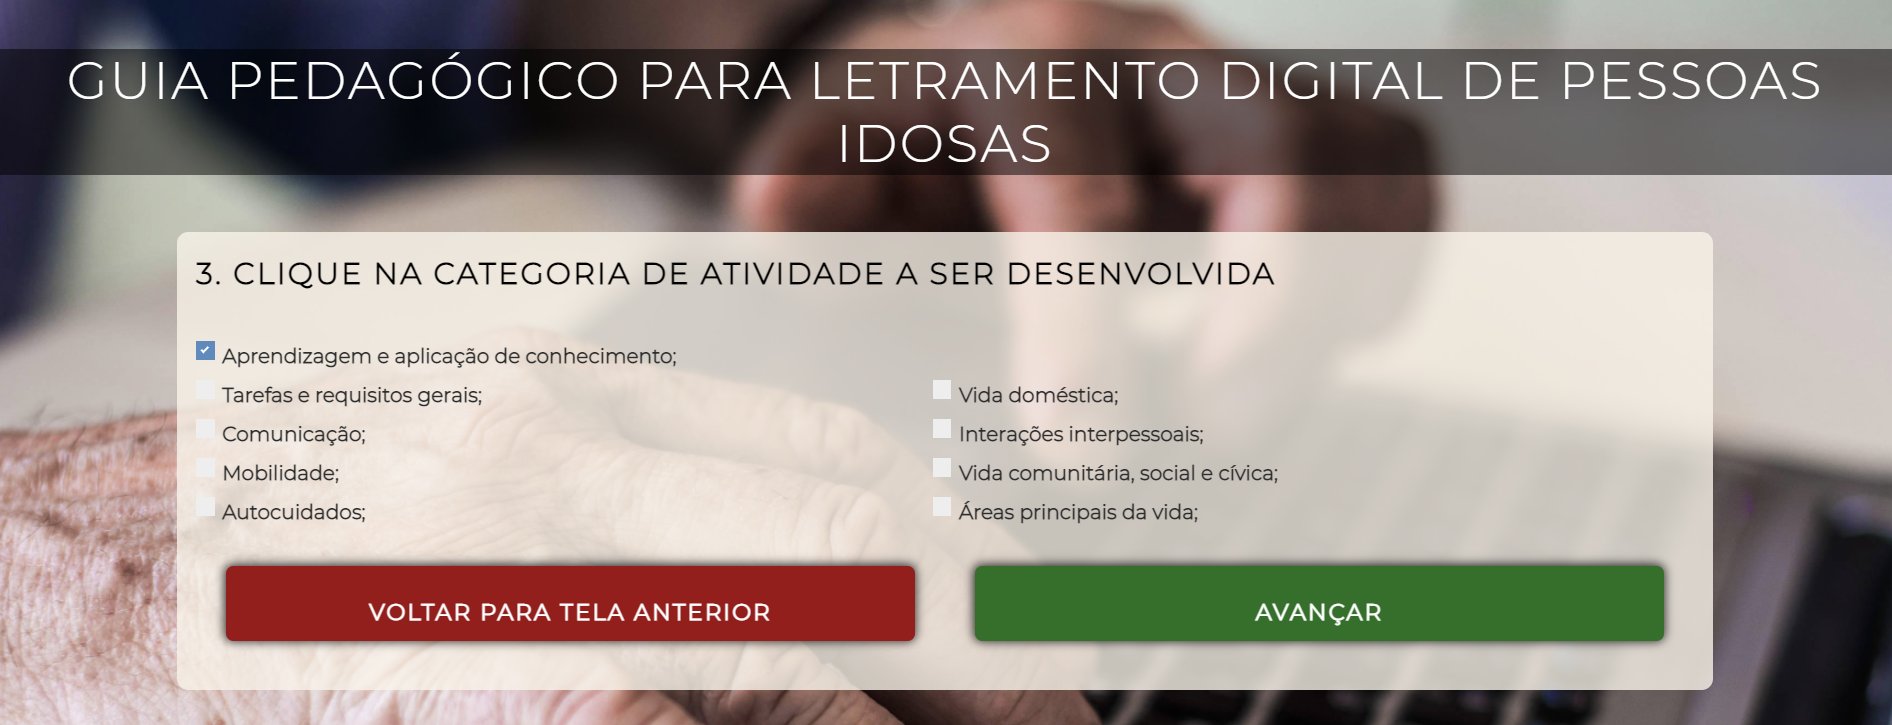 GUIA PEDAGÓGICO PARA LETRAMENTO DIGITAL DE PESSOAS
IDOSAS
3. CLIQUE NA CATEGORIA DE ATIVIDADE A SER DESENVOLVIDA
Aprendizagem e aplicação de conhecimento;
Tarefas e requisitos gerais;
Comunicação;
Mobilidade;
Autocuidados;
Vida doméstica;
Interações interpessoais;
Vida comunitária, social e cívica;
Áreas principais da vida;
VOLTAR PARA TELA ANTERIOR
AVANÇAR